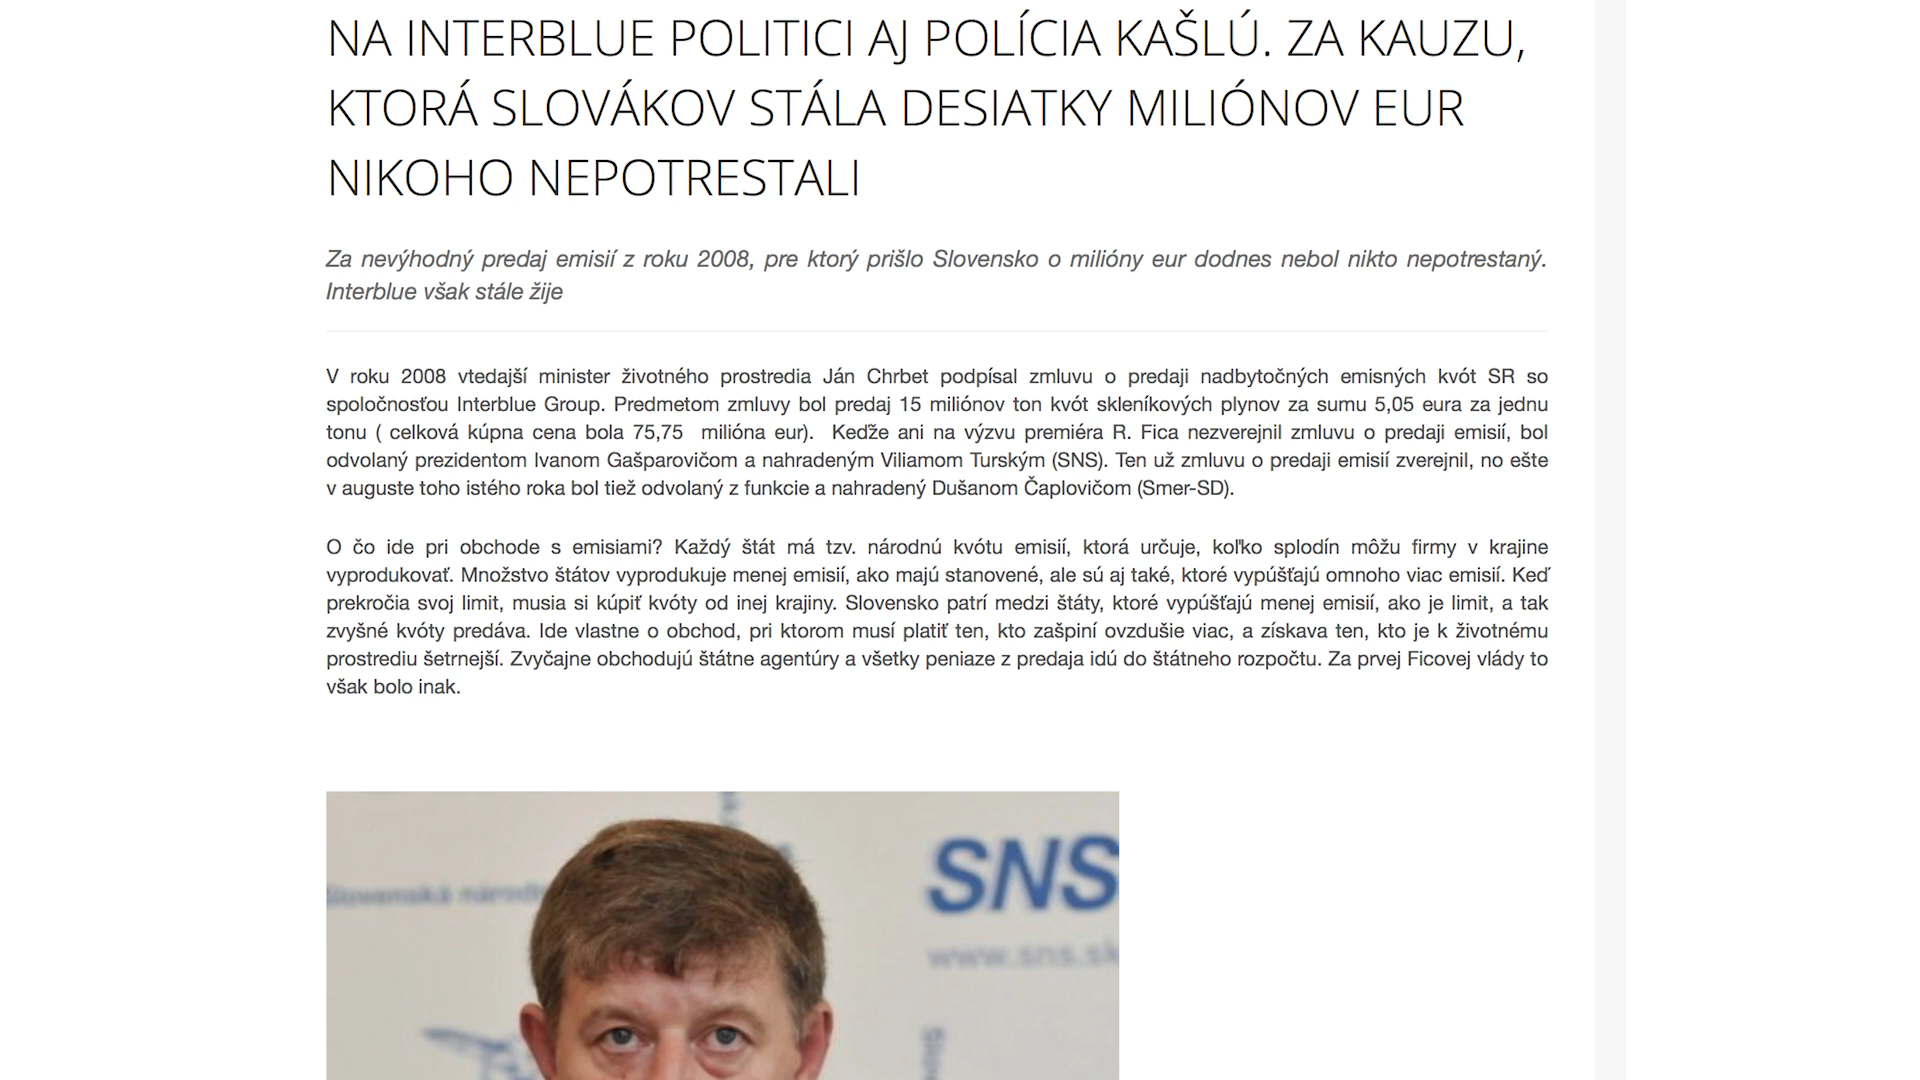 NA INTERBLUE POLITICI AJ POLÍCIA KAŠLÚ. ZA KAUZU,
KTORÁ SLOVÁKOV STÁLA DESIATKY MILIÓNOV EUR
NIKOHO NEPOTRESTALI
Za nevýhodný predaj emisií z roku 2008, pre ktorý prišlo Slovensko o milióny eur dodnes nebol nikto nepotrestaný.
Interblue však stále žije
V roku 2008 vtedajší minister životného prostredia Ján Chrbet podpísal zmluvu o predaji nadbytočných emisných kvót SR so
spoločnosťou Interblue Group. Predmetom zmluvy bol predaj 15 miliónov ton kvót skleníkových plynov za sumu 5,05 eura za jednu
tonu ( celková kúpna cena bola 75,75 milióna eur). Keďže ani na výzvu premiéra R. Fica nezverejnil zmluvu o predaji emisií, bol
odvolaný prezidentom Ivanom Gašparovičom a nahradeným Viliamom Turským (SNS). Ten už zmluvu o predaji emisií zverejnil, no ešte
v auguste toho istého roka bol tiež odvolaný z funkcie a nahradený Dušanom Čaplovičom (Smer-SD).
O čo ide pri obchode s emisiami? Každý štát má tzv. národnú kvótu emisií, ktorá určuje, koľko splodín môžu firmy v krajine
vyprodukovať. Množstvo štátov vyprodukuje menej emisií, ako majú stanovené, ale sú aj také, ktoré vypúšťajú omnoho viac emisií. Keď
prekročia svoj limit, musia si kúpiť kvóty od inej krajiny. Slovensko patrí medzi štáty, ktoré vypúšťajú menej emisií, ako je limit, a tak
zvyšné kvóty predáva. Ide vlastne o obchod, pri ktorom musí platiť ten, kto zašpiní ovzdušie viac, a získava ten, kto je k životnému
prostrediu šetrnejší. Zvyčajne obchodujú štátne agentúry a všetky peniaze z predaja idú do štátneho rozpočtu. Za prvej Ficovej vlády to
však bolo inak.
SNS
Slovenská národn
www.sns.sk